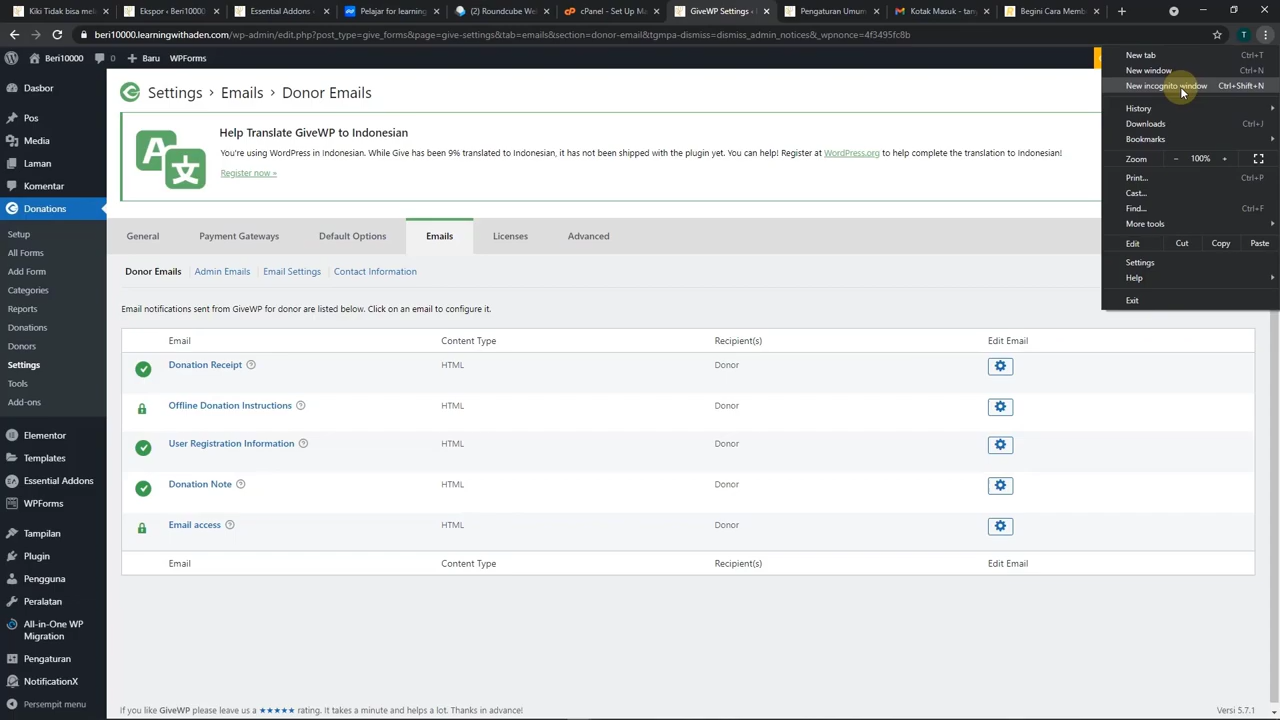 Kiki Tidak bisa mela
Ekspor ‹ Beri10000
Essential Addons ‹
Pelajar for learning
(2) Roundcube Web
cPanel - Set Up Ma
GiveWP Settings ‹
Pengaturan Umum
Kotak Masuk - tang
Begini Cara Memb
beri10000.learningwithaden.com/wp-admin/edit.php?post_type=give_forms&page=give-settings&tab=emails&section=donor-email&tgmpa-dismiss=dismiss_admin_notices&_wpnonce=4f3495fc8b
T
Beri10000
0
Baru
WPForms
Dasbor
Pos
Media
Laman
Komentar
Donations
Setup
All Forms
Add Form
Categories
Reports
Donations
Donors
Settings
Tools
Add-ons
Elementor
Templates
Essential Addons
WPForms
Tampilan
Plugin
Pengguna
Peralatan
All-in-One WP
Migration
Pengaturan
NotificationX
Persempit menu
Settings › Emails › Donor Emails
Help Translate GiveWP to Indonesian
You're using WordPress in Indonesian. While Give has been 9% translated to Indonesian, it has not been shipped with the plugin yet. You can help! Register at WordPress.org to help complete the translation to Indonesian!
Register now »
General
Payment Gateways
Default Options
Emails
Licenses
Advanced
Donor Emails
Admin Emails
Email Settings
Contact Information
Email notifications sent from GiveWP for donor are listed below. Click on an email to configure it.
Email Content Type Recipient(s) Edit Email
Donation Receipt HTML Donor
Offline Donation Instructions HTML Donor
User Registration Information HTML Donor
Donation Note HTML Donor
Email access HTML Donor
Email Content Type Recipient(s) Edit Email
If you like GiveWP please leave us a ★★★★★ rating. It takes a minute and helps a lot. Thanks in advance!
Versi 5.7.1
New tab Ctrl+T
New window Ctrl+N
New incognito window Ctrl+Shift+N
History
Downloads Ctrl+J
Bookmarks
Zoom − 100% +
Print... Ctrl+P
Cast...
Find... Ctrl+F
More tools
Edit Cut Copy Paste
Settings
Help
Exit